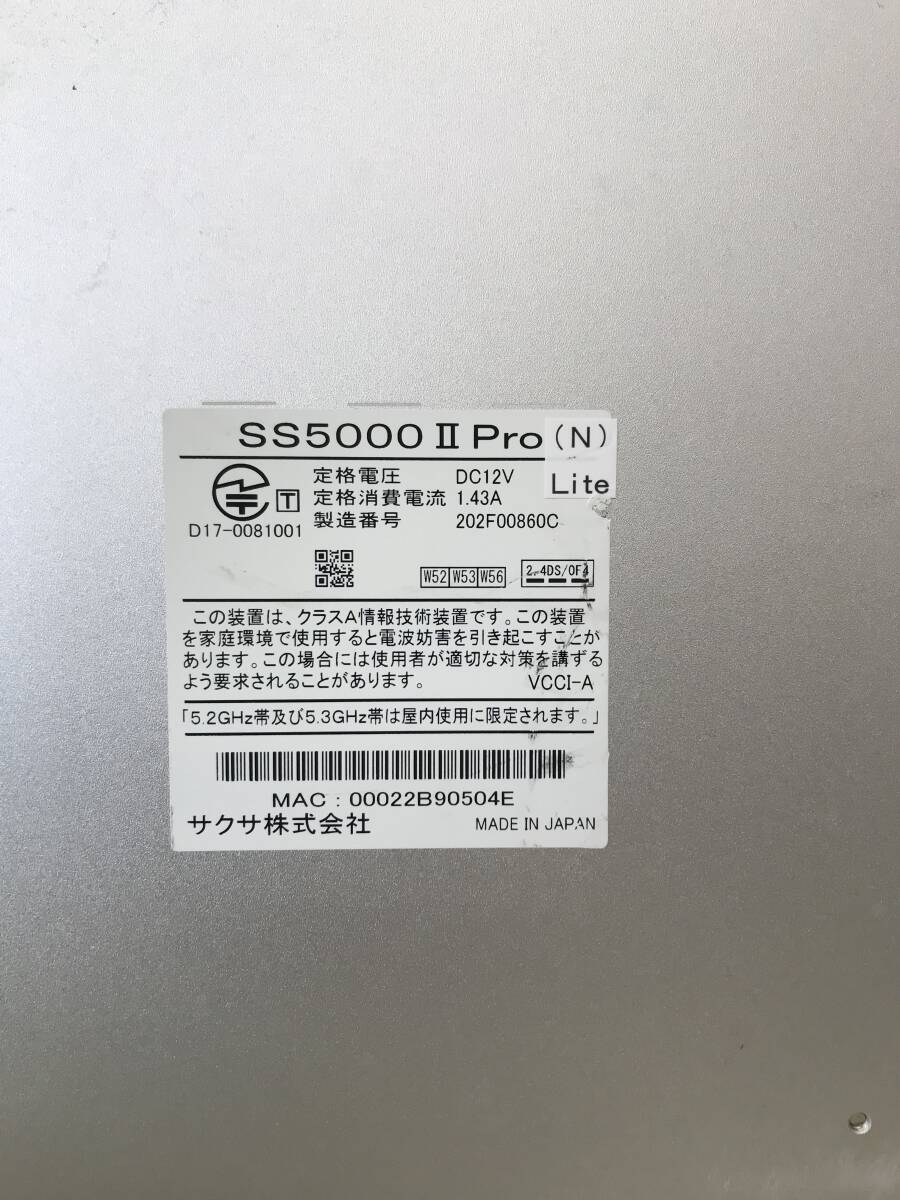 SS5000 II Pro (N)
Lite
定格電圧 DC12V
定格消費電流 1.43A
製造番号 202F00860C
T
D17-0081001
W52 W53 W56
2.4DS/OF4
この装置は、クラスA情報技術装置です。この装置
を家庭環境で使用すると電波妨害を引き起こすことが
あります。この場合には使用者が適切な対策を講ずる
よう要求されることがあります。 VCCI-A
「5.2GHz帯及び5.3GHz帯は屋内使用に限定されます。」
MAC : 00022B90504E
サクサ株式会社 MADE IN JAPAN